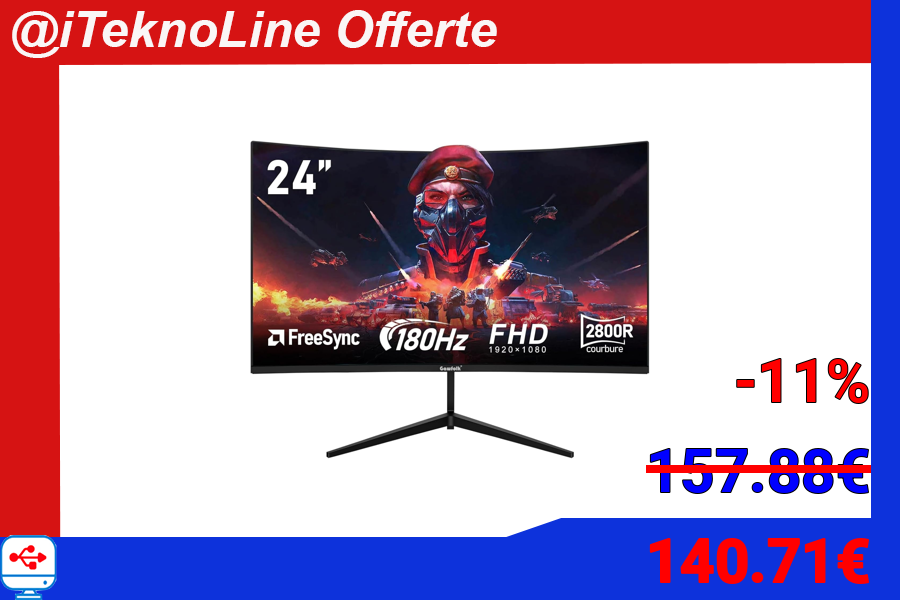 @iTeknoLine Offerte
24”
FreeSync 180Hz FHD 2800R
1920×1080 courbure
-11%
157.88€
140.71€